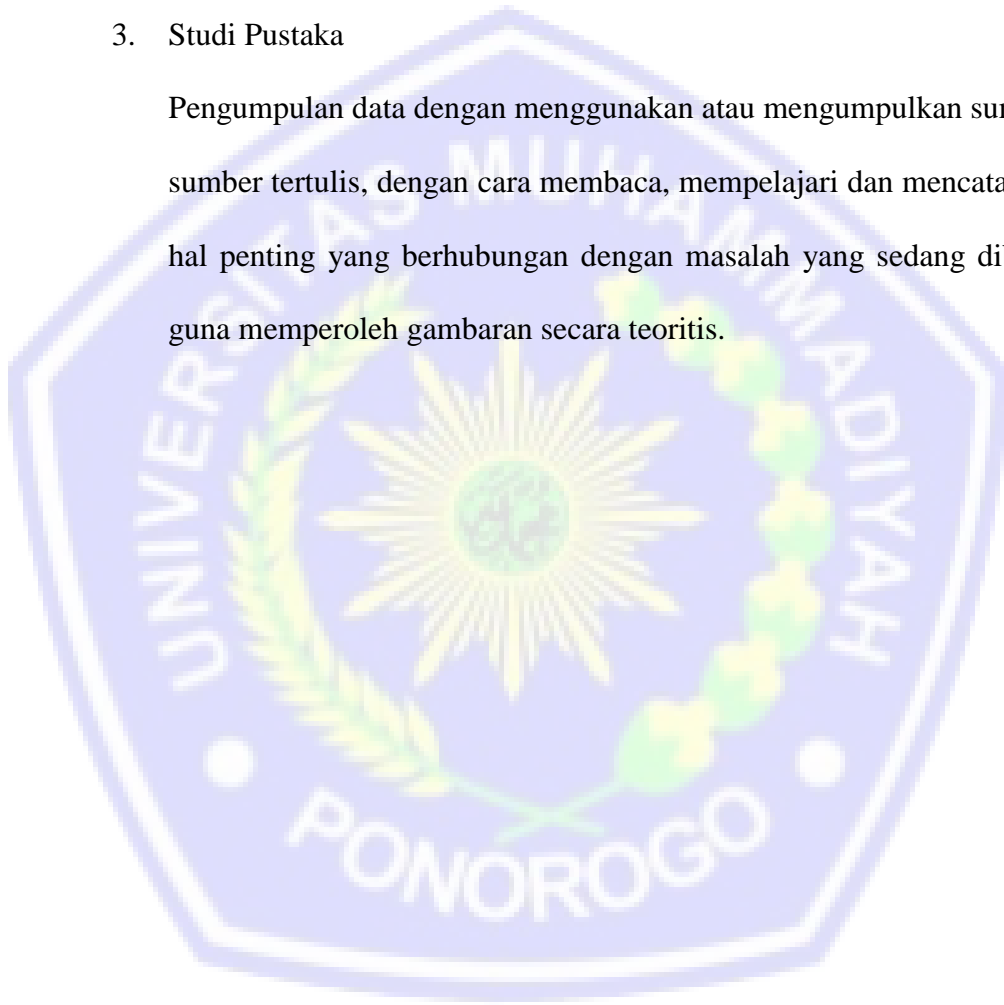 3. Studi Pustaka
Pengumpulan data dengan menggunakan atau mengumpulkan
sumber tertulis, dengan cara membaca, mempelajari dan
hal penting yang berhubungan dengan masalah yang sedang
guna memperoleh gambaran secara teoritis.
UNIVERSITAS MUHAMMADIYAH
PONOROGO